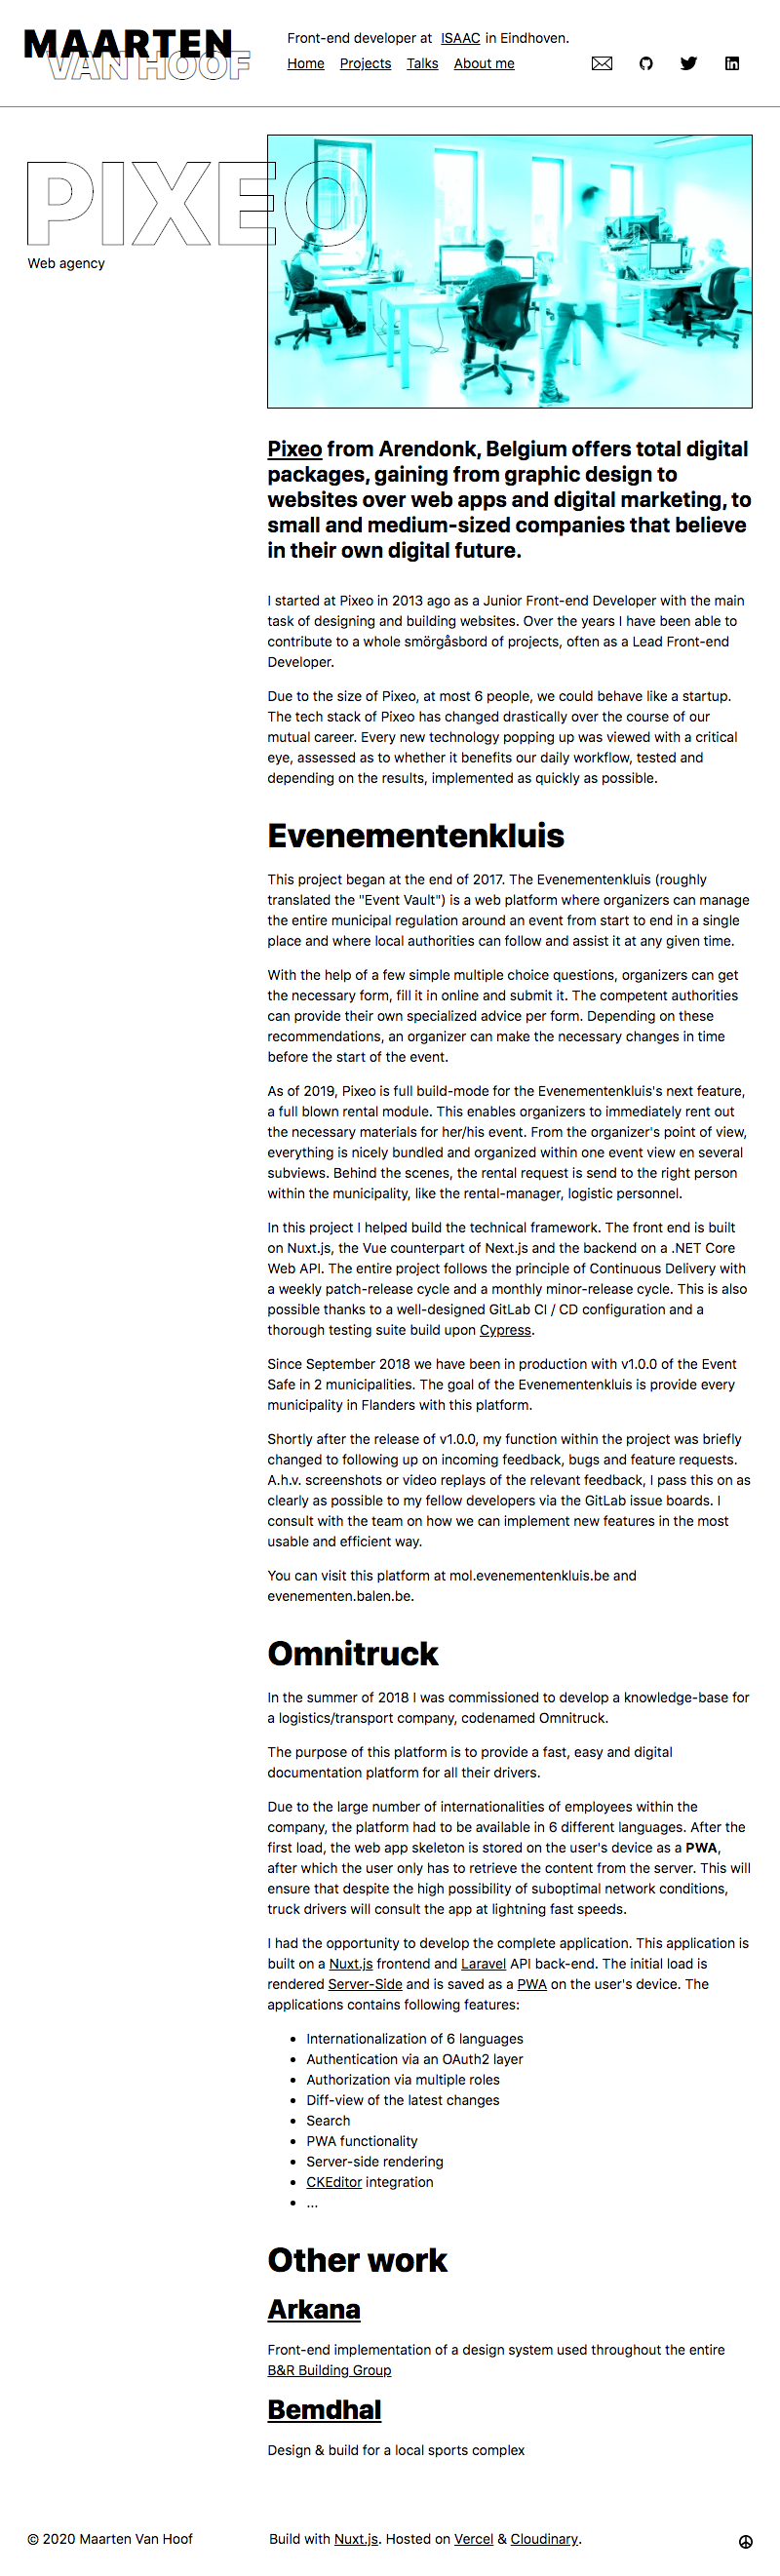 MAARTEN
VAN HOOF
Front-end developer at ISAAC in Eindhoven.
Home Projects Talks About me
PIXEO
Web agency
Pixeo from Arendonk, Belgium offers total digital
packages, gaining from graphic design to
websites over web apps and digital marketing, to
small and medium-sized companies that believe
in their own digital future.
I started at Pixeo in 2013 ago as a Junior Front-end Developer with the main
task of designing and building websites. Over the years I have been able to
contribute to a whole smörgåsbord of projects, often as a Lead Front-end
Developer.
Due to the size of Pixeo, at most 6 people, we could behave like a startup.
The tech stack of Pixeo has changed drastically over the course of our
mutual career. Every new technology popping up was viewed with a critical
eye, assessed as to whether it benefits our daily workflow, tested and
depending on the results, implemented as quickly as possible.
Evenementenkluis
This project began at the end of 2017. The Evenementenkluis (roughly
translated the "Event Vault") is a web platform where organizers can manage
the entire municipal regulation around an event from start to end in a single
place and where local authorities can follow and assist it at any given time.
With the help of a few simple multiple choice questions, organizers can get
the necessary form, fill it in online and submit it. The competent authorities
can provide their own specialized advice per form. Depending on these
recommendations, an organizer can make the necessary changes in time
before the start of the event.
As of 2019, Pixeo is full build-mode for the Evenementenkluis's next feature,
a full blown rental module. This enables organizers to immediately rent out
the necessary materials for her/his event. From the organizer's point of view,
everything is nicely bundled and organized within one event view en several
subviews. Behind the scenes, the rental request is send to the right person
within the municipality, like the rental-manager, logistic personnel.
In this project I helped build the technical framework. The front end is built
on Nuxt.js, the Vue counterpart of Next.js and the backend on a .NET Core
Web API. The entire project follows the principle of Continuous Delivery with
a weekly patch-release cycle and a monthly minor-release cycle. This is also
possible thanks to a well-designed GitLab CI / CD configuration and a
thorough testing suite build upon Cypress.
Since September 2018 we have been in production with v1.0.0 of the Event
Safe in 2 municipalities. The goal of the Evenementenkluis is provide every
municipality in Flanders with this platform.
Shortly after the release of v1.0.0, my function within the project was briefly
changed to following up on incoming feedback, bugs and feature requests.
A.h.v. screenshots or video replays of the relevant feedback, I pass this on as
clearly as possible to my fellow developers via the GitLab issue boards. I
consult with the team on how we can implement new features in the most
usable and efficient way.
You can visit this platform at mol.evenementenkluis.be and
evenementen.balen.be.
Omnitruck
In the summer of 2018 I was commissioned to develop a knowledge-base for
a logistics/transport company, codenamed Omnitruck.
The purpose of this platform is to provide a fast, easy and digital
documentation platform for all their drivers.
Due to the large number of internationalities of employees within the
company, the platform had to be available in 6 different languages. After the
first load, the web app skeleton is stored on the user's device as a PWA,
after which the user only has to retrieve the content from the server. This will
ensure that despite the high possibility of suboptimal network conditions,
truck drivers will consult the app at lightning fast speeds.
I had the opportunity to develop the complete application. This application is
built on a Nuxt.js frontend and Laravel API back-end. The initial load is
rendered Server-Side and is saved as a PWA on the user's device. The
applications contains following features:
• Internationalization of 6 languages
• Authentication via an OAuth2 layer
• Authorization via multiple roles
• Diff-view of the latest changes
• Search
• PWA functionality
• Server-side rendering
• CKEditor integration
• ...
Other work
Arkana
Front-end implementation of a design system used throughout the entire
B&R Building Group
Bemdhal
Design & build for a local sports complex
© 2020 Maarten Van Hoof
Build with Nuxt.js. Hosted on Vercel & Cloudinary.